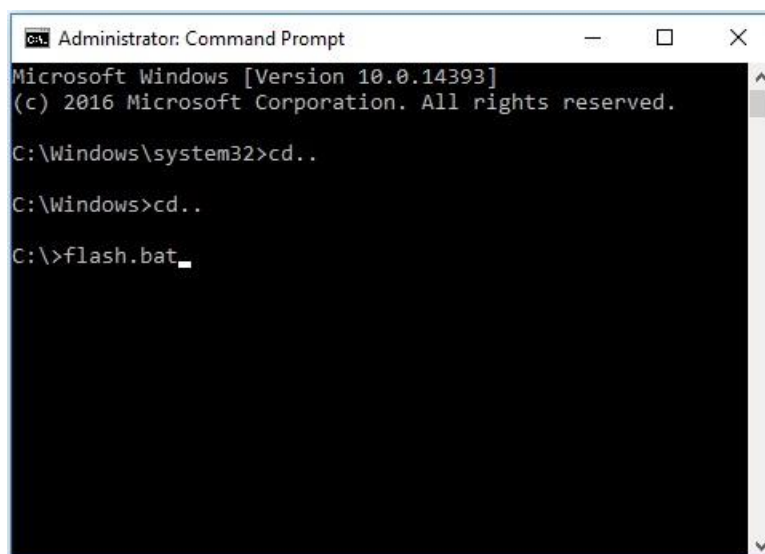 Administrator: Command Prompt
Microsoft Windows [Version 10.0.14393]
(c) 2016 Microsoft Corporation. All rights reserved.
C:\Windows\system32>cd..
C:\Windows>cd..
C:\>flash.bat